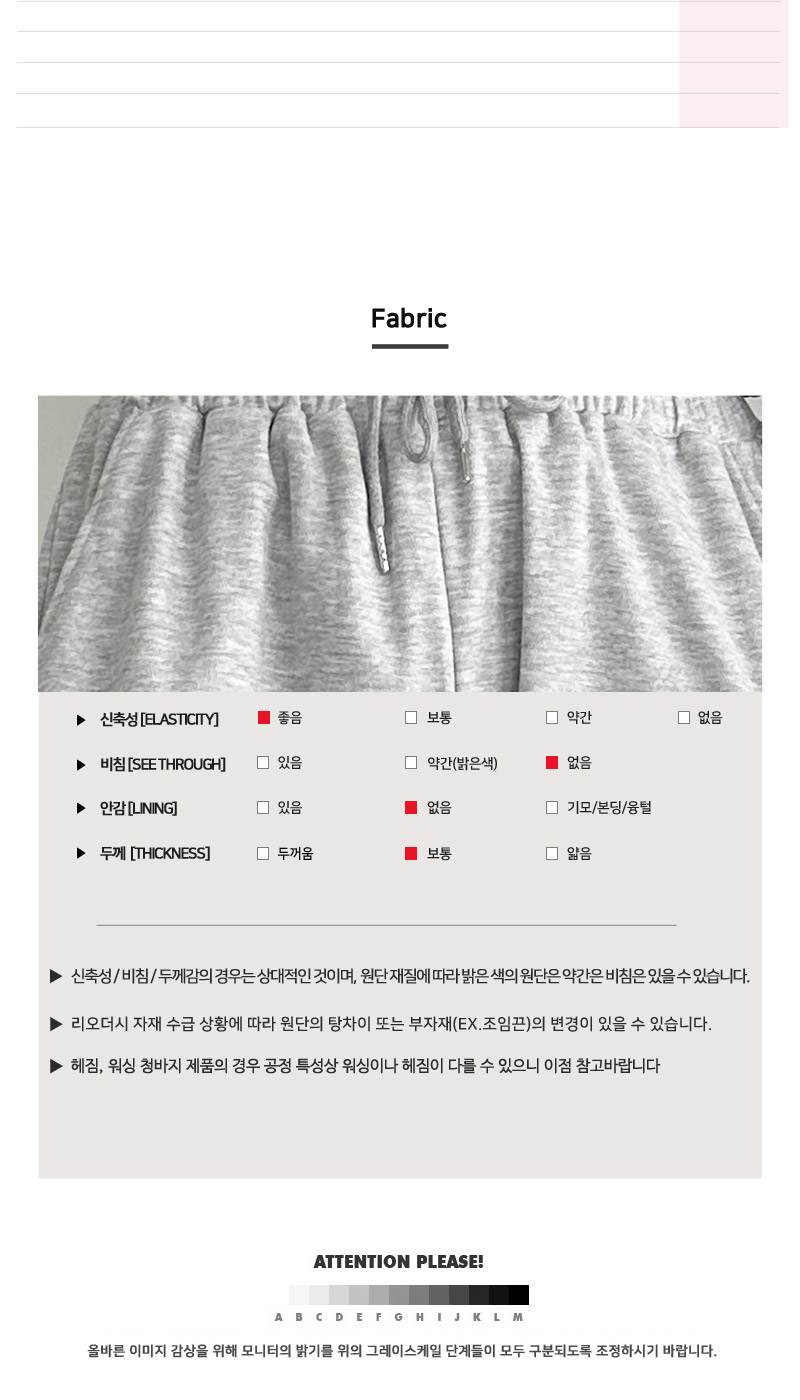 Fabric
▶ 신축성 [ELASTICITY] ■ 좋음 □ 보통 □ 약간 □ 없음
▶ 비침 [SEE THROUGH] □ 있음 □ 약간(밝은색) ■ 없음
▶ 안감 [LINING] □ 있음 ■ 없음 □ 기모/본딩/융털
▶ 두께 [THICKNESS] □ 두꺼움 ■ 보통 □ 얇음
▶ 신축성 / 비침 / 두께감의 경우는 상대적인 것이며, 원단 재질에 따라 밝은 색의 원단은 약간은 비침은 있을 수 있습니다.
▶ 리오더시 자재 수급 상황에 따라 원단의 탕차이 또는 부자재(EX.조임끈)의 변경이 있을 수 있습니다.
▶ 헤짐, 워싱 청바지 제품의 경우 공정 특성상 워싱이나 헤짐이 다를 수 있으니 이점 참고바랍니다
ATTENTION PLEASE!
A B C D E F G H I J K L M
올바른 이미지 감상을 위해 모니터의 밝기를 위의 그레이스케일 단계들이 모두 구분되도록 조정하시기 바랍니다.